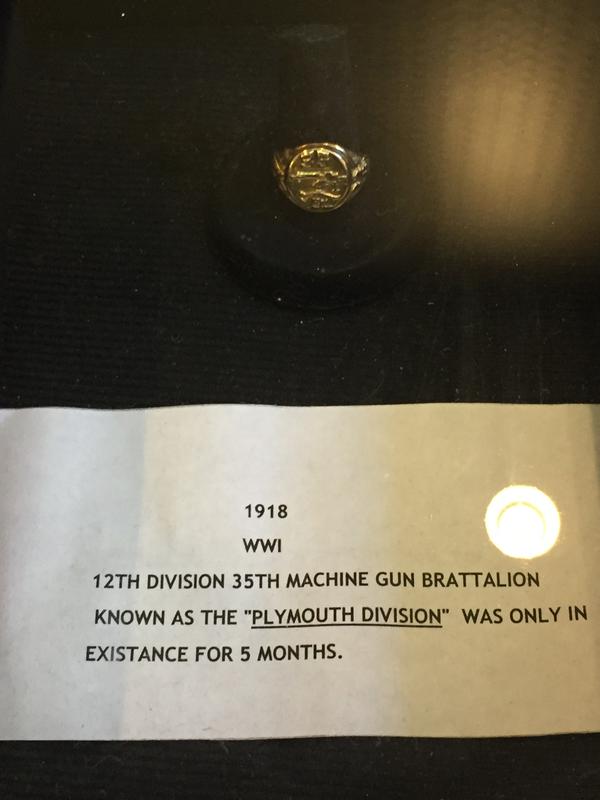 1918
WWI
12TH DIVISION 35TH MACHINE GUN BRATTALION
KNOWN AS THE "PLYMOUTH DIVISION" WAS ONLY IN
EXISTANCE FOR 5 MONTHS.